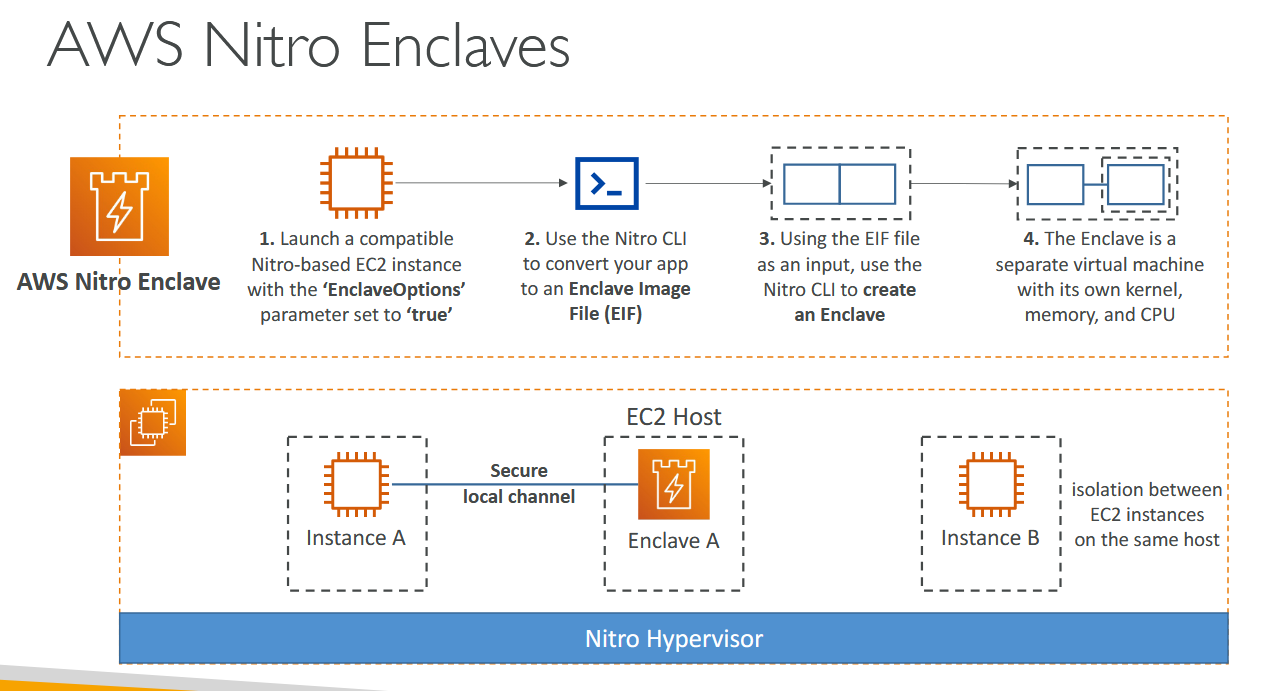 AWS Nitro Enclaves
AWS Nitro Enclave
1. Launch a compatible
Nitro-based EC2 instance
with the ‘EnclaveOptions’
parameter set to ‘true’
2. Use the Nitro CLI
to convert your app
to an Enclave Image
File (EIF)
3. Using the EIF file
as an input, use the
Nitro CLI to create
an Enclave
4. The Enclave is a
separate virtual machine
with its own kernel,
memory, and CPU
EC2 Host
Instance A
Secure
local channel
Enclave A
Instance B
isolation between
EC2 instances
on the same host
Nitro Hypervisor